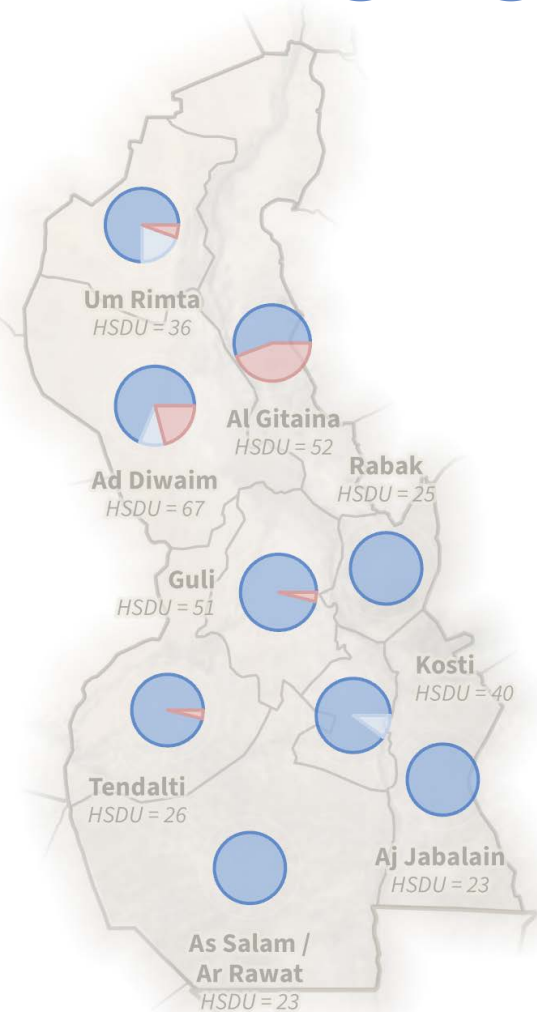 Um Rimta
HSDU = 36
Al Gitaina
HSDU = 52
Ad Diwaim
HSDU = 67
Rabak
HSDU = 25
Guli
HSDU = 51
Kosti
HSDU = 40
Tendalti
HSDU = 26
Aj Jabalain
HSDU = 23
As Salam /
Ar Rawat
HSDU = 23